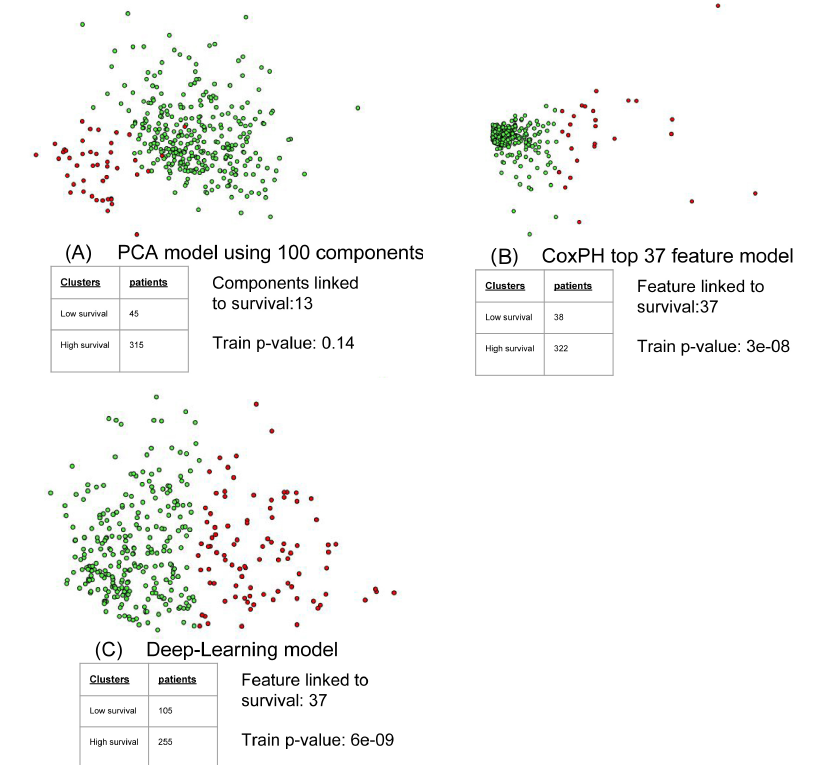 (A) PCA model using 100 components
Clusters patients
Low survival 45
High survival 315
Components linked
to survival:13
Train p-value: 0.14
(B) CoxPH top 37 feature model
Clusters patients
Low survival 38
High survival 322
Feature linked to
survival:37
Train p-value: 3e-08
(C) Deep-Learning model
Clusters patients
Low survival 105
High survival 255
Feature linked to
survival: 37
Train p-value: 6e-09